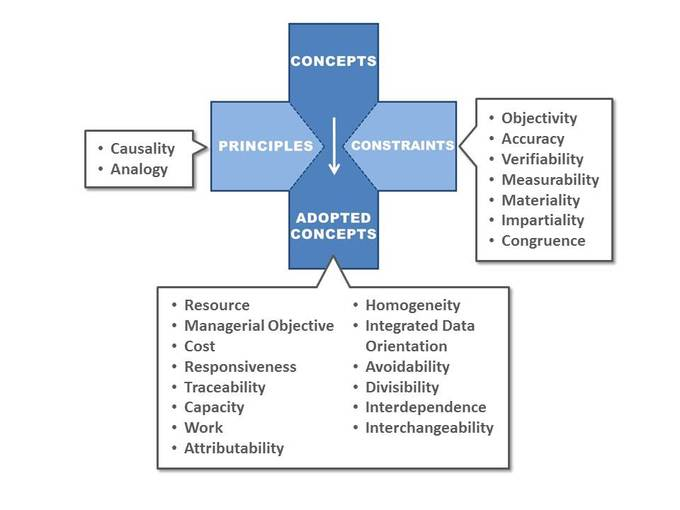 CONCEPTS
PRINCIPLES
CONSTRAINTS
ADOPTED
CONCEPTS
• Causality
• Analogy
• Objectivity
• Accuracy
• Verifiability
• Measurability
• Materiality
• Impartiality
• Congruence
• Resource
• Managerial Objective
• Cost
• Responsiveness
• Traceability
• Capacity
• Work
• Attributability
• Homogeneity
• Integrated Data
Orientation
• Avoidability
• Divisibility
• Interdependence
• Interchangeability